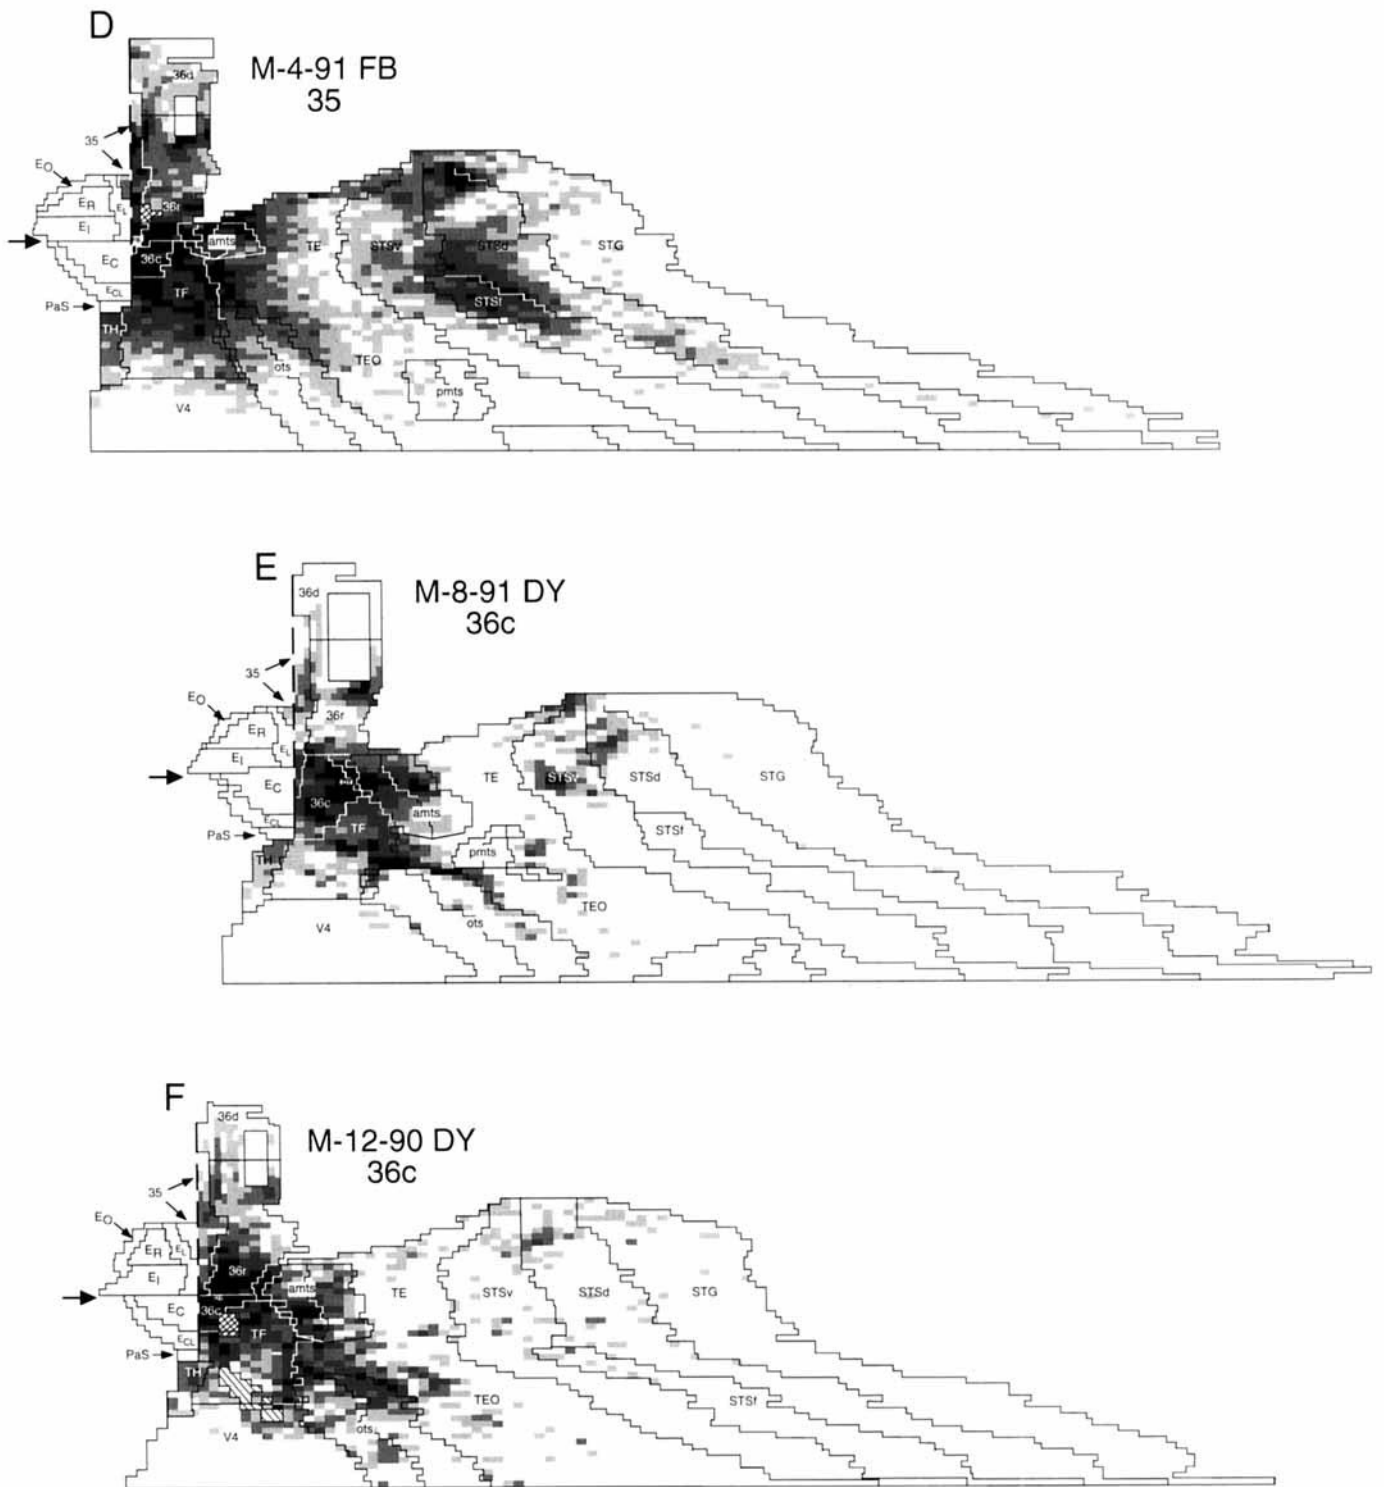 D
M-4-91 FB
35
36d
35
EO
ER
EL
36r
EI
amts
TE
STSv
STSd
STG
EC
36c
ECL
TF
STSf
PaS
TH
TEO
ots
pmts
V4
E
M-8-91 DY
36c
36d
35
EO
36r
ER
EL
EI
EC
TE
STSv
STSd
STG
36c
amts
ECL
TF
STSf
PaS
TH
pmts
TEO
ots
V4
F
M-12-90 DY
36c
36d
35
EO
ER
EL
36r
EI
amts
TE
STSv
STSd
STG
36c
EC
TF
ECL
PaS
TH
TEO
STSf
ots
V4